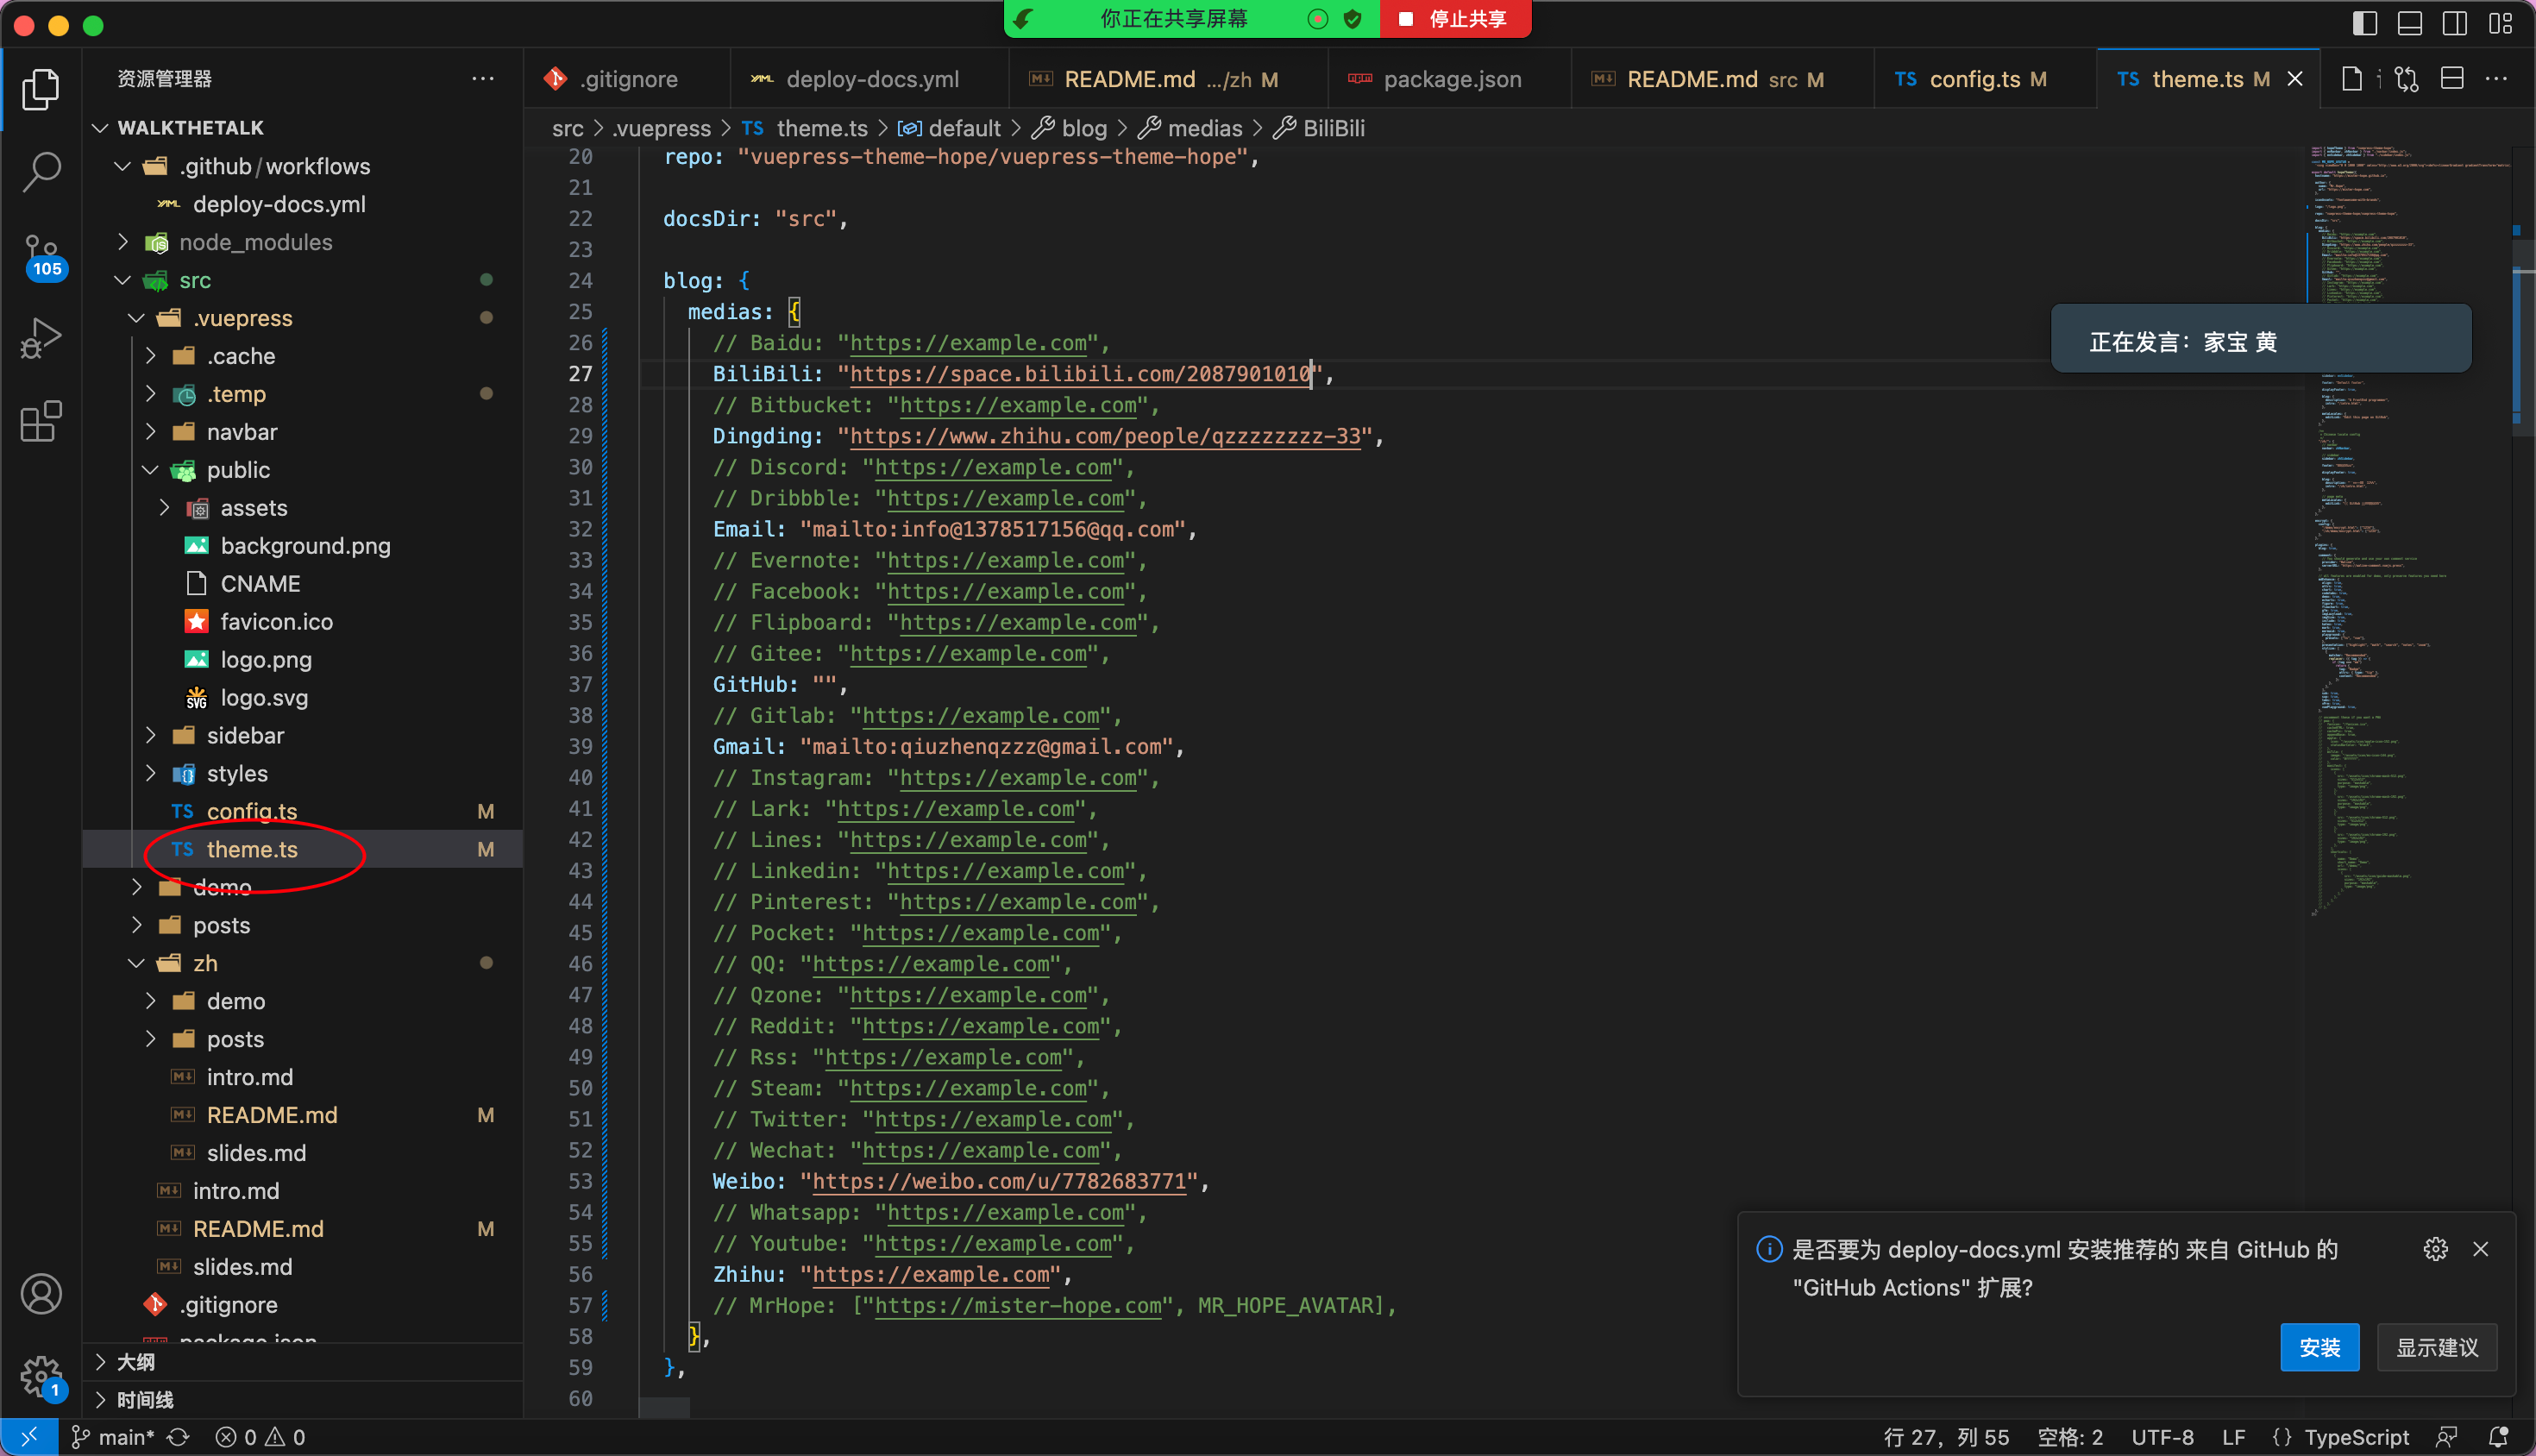 你正在共享屏幕
停止共享
资源管理器
.gitignore
deploy-docs.yml
README.md .../zh M
package.json
README.md src M
TS config.ts M
TS theme.ts M
WALKTHETALK
.github/workflows
deploy-docs.yml
node_modules
src
.vuepress
.cache
.temp
navbar
public
assets
background.png
CNAME
favicon.ico
logo.png
logo.svg
sidebar
styles
TS config.ts M
TS theme.ts M
demo
posts
zh
demo
posts
intro.md
README.md M
slides.md
intro.md
README.md M
slides.md
.gitignore
package.json
大纲
时间线
105
1
src > .vuepress > TS theme.ts > default > blog > medias > BiliBili
20 repo: "vuepress-theme-hope/vuepress-theme-hope",
21
22 docsDir: "src",
23
24 blog: {
25 medias: {
26 // Baidu: "https://example.com",
27 BiliBili: "https://space.bilibili.com/2087901010",
28 // Bitbucket: "https://example.com",
29 Dingding: "https://www.zhihu.com/people/qzzzzzzzz-33",
30 // Discord: "https://example.com",
31 // Dribbble: "https://example.com",
32 Email: "mailto:info@1378517156@qq.com",
33 // Evernote: "https://example.com",
34 // Facebook: "https://example.com",
35 // Flipboard: "https://example.com",
36 // Gitee: "https://example.com",
37 GitHub: "",
38 // Gitlab: "https://example.com",
39 Gmail: "mailto:qiuzhenqzzz@gmail.com",
40 // Instagram: "https://example.com",
41 // Lark: "https://example.com",
42 // Lines: "https://example.com",
43 // Linkedin: "https://example.com",
44 // Pinterest: "https://example.com",
45 // Pocket: "https://example.com",
46 // QQ: "https://example.com",
47 // Qzone: "https://example.com",
48 // Reddit: "https://example.com",
49 // Rss: "https://example.com",
50 // Steam: "https://example.com",
51 // Twitter: "https://example.com",
52 // Wechat: "https://example.com",
53 Weibo: "https://weibo.com/u/7782683771",
54 // Whatsapp: "https://example.com",
55 // Youtube: "https://example.com",
56 Zhihu: "https://example.com",
57 // MrHope: ["https://mister-hope.com", MR_HOPE_AVATAR],
58 },
59 },
60
正在发言：家宝 黄
是否要为 deploy-docs.yml 安装推荐的 来自 GitHub 的
"GitHub Actions" 扩展?
安装
显示建议
main* 0 0
行 27，列 55 空格: 2 UTF-8 LF {} TypeScript